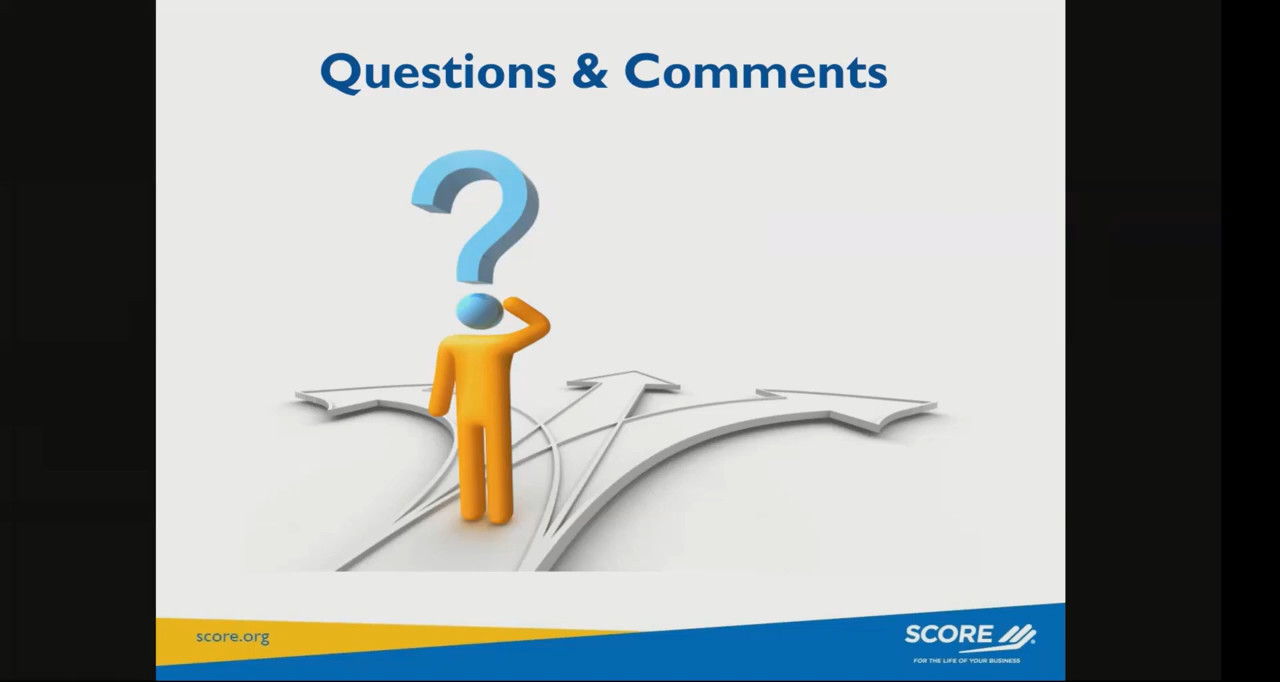 Questions & Comments
?
score.org
SCORE
FOR THE LIFE OF YOUR BUSINESS